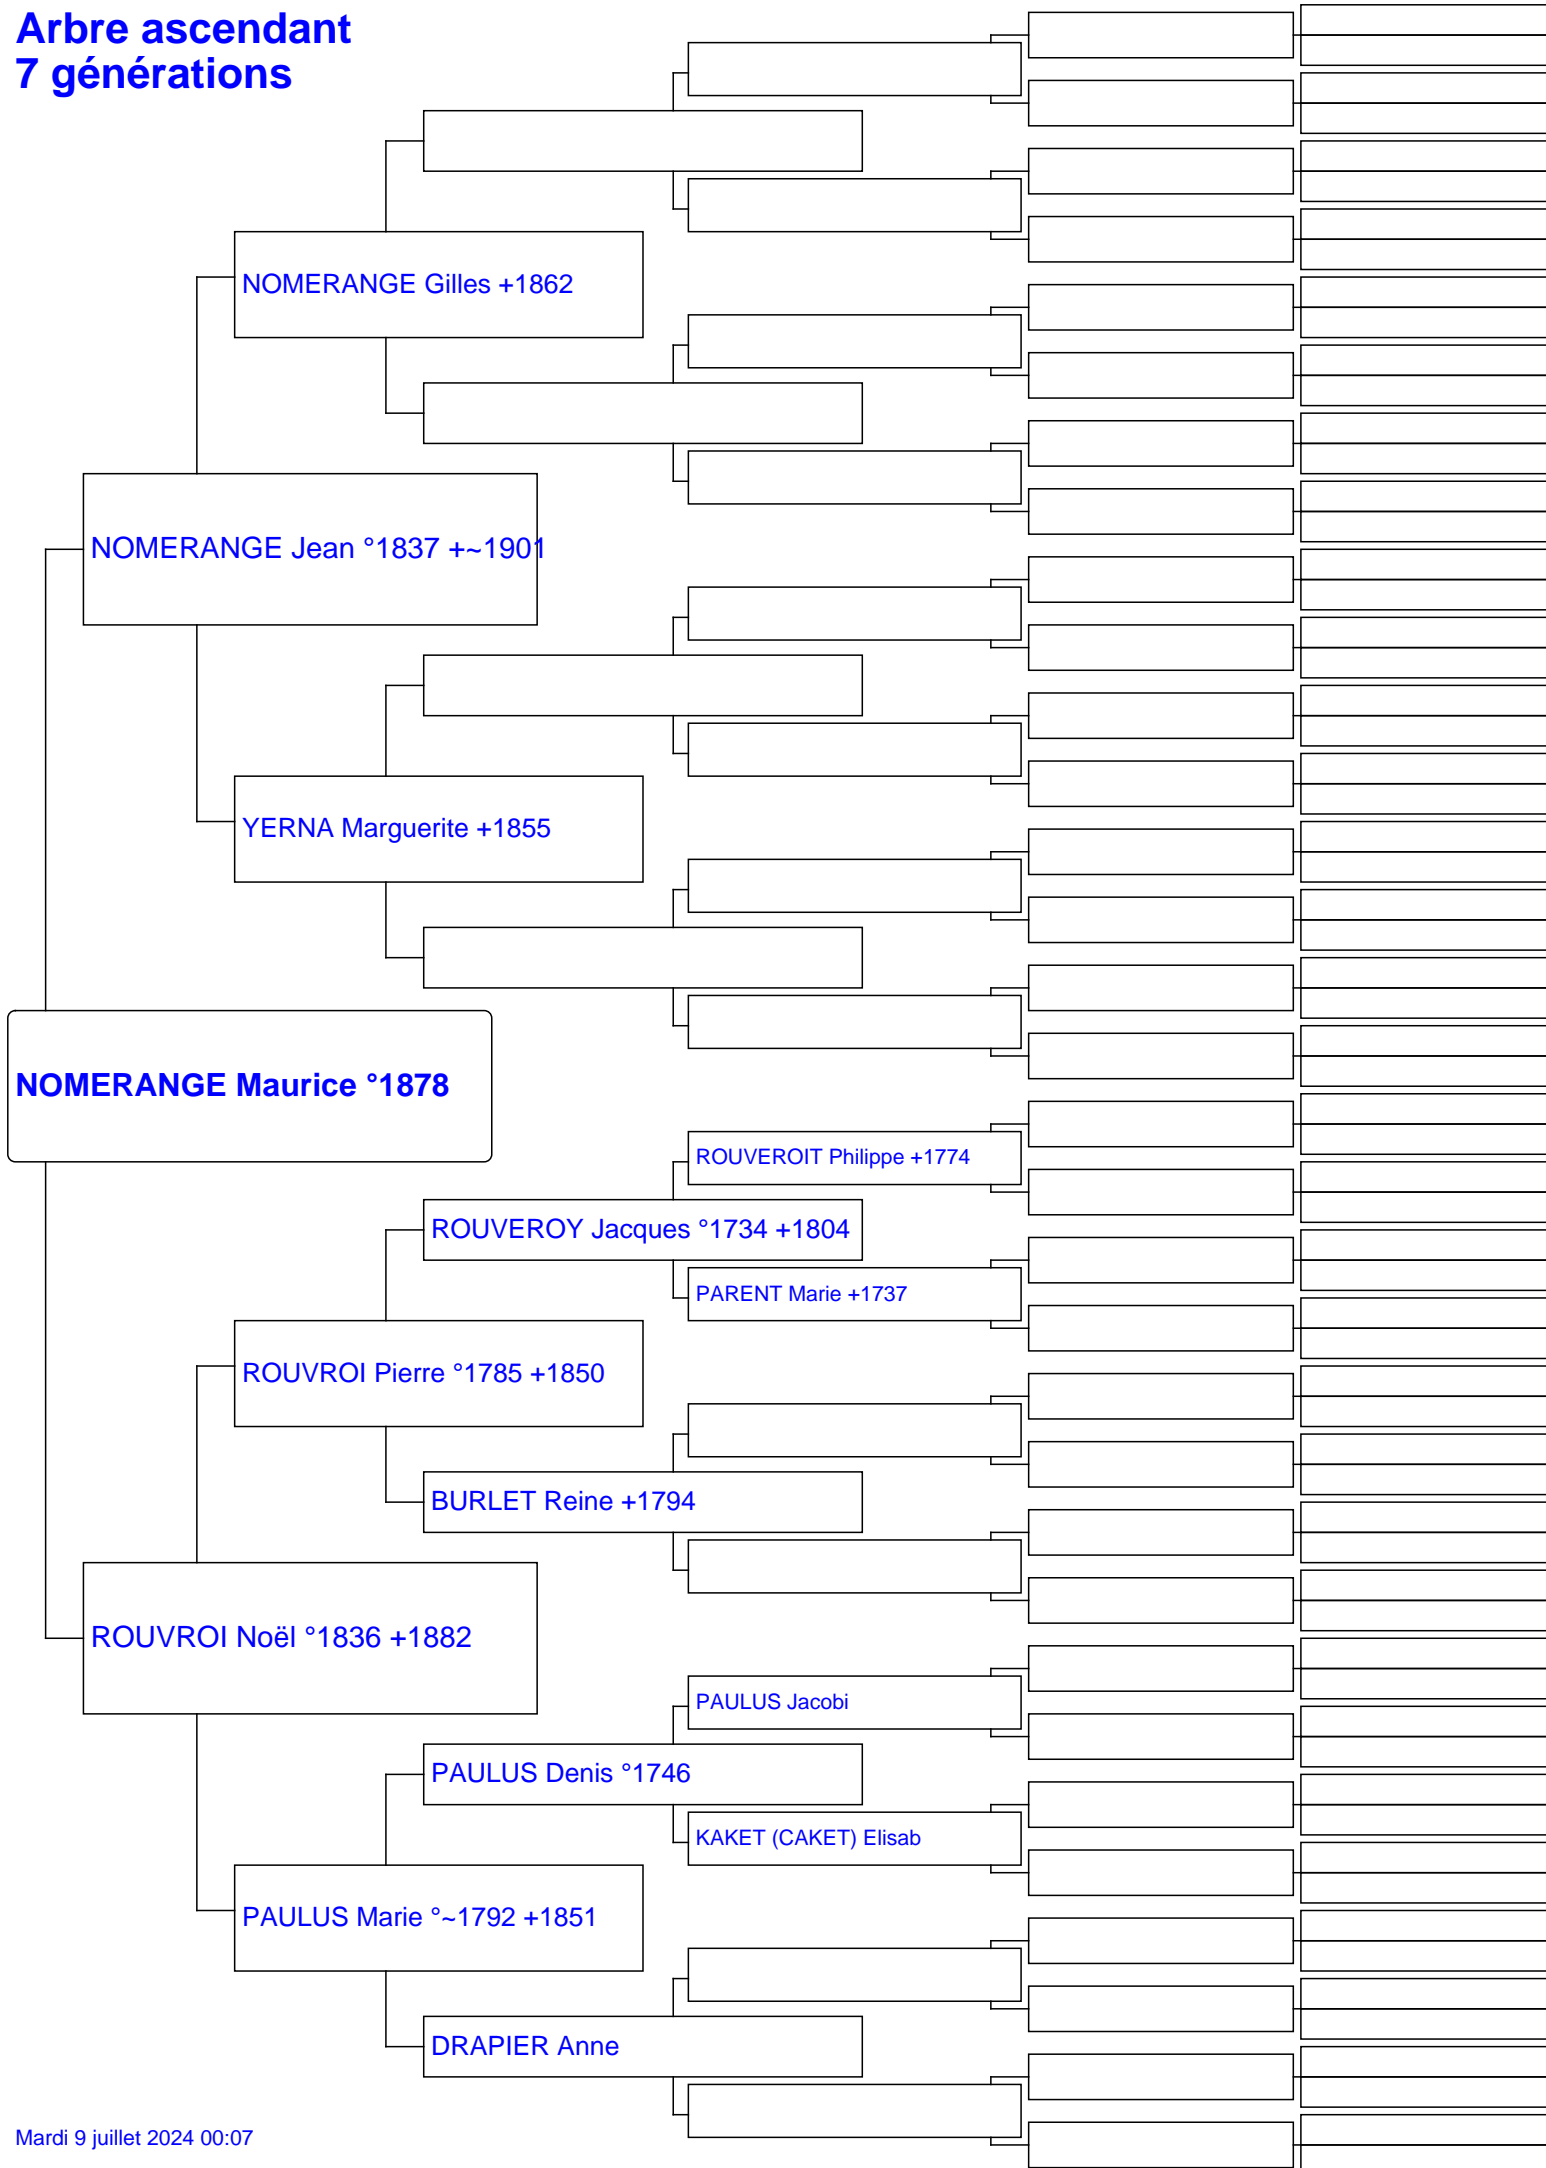 Arbre ascendant
7 générations
NOMERANGE Gilles +1862
NOMERANGE Jean °1837 +~1901
YERNA Marguerite +1855
NOMERANGE Maurice °1878
ROUVEROIT Philippe +1774
ROUVEROY Jacques °1734 +1804
PARENT Marie +1737
ROUVROI Pierre °1785 +1850
BURLET Reine +1794
ROUVROI Noël °1836 +1882
PAULUS Jacobi
PAULUS Denis °1746
KAKET (CAKET) Elisab
PAULUS Marie °~1792 +1851
DRAPIER Anne
Mardi 9 juillet 2024 00:07